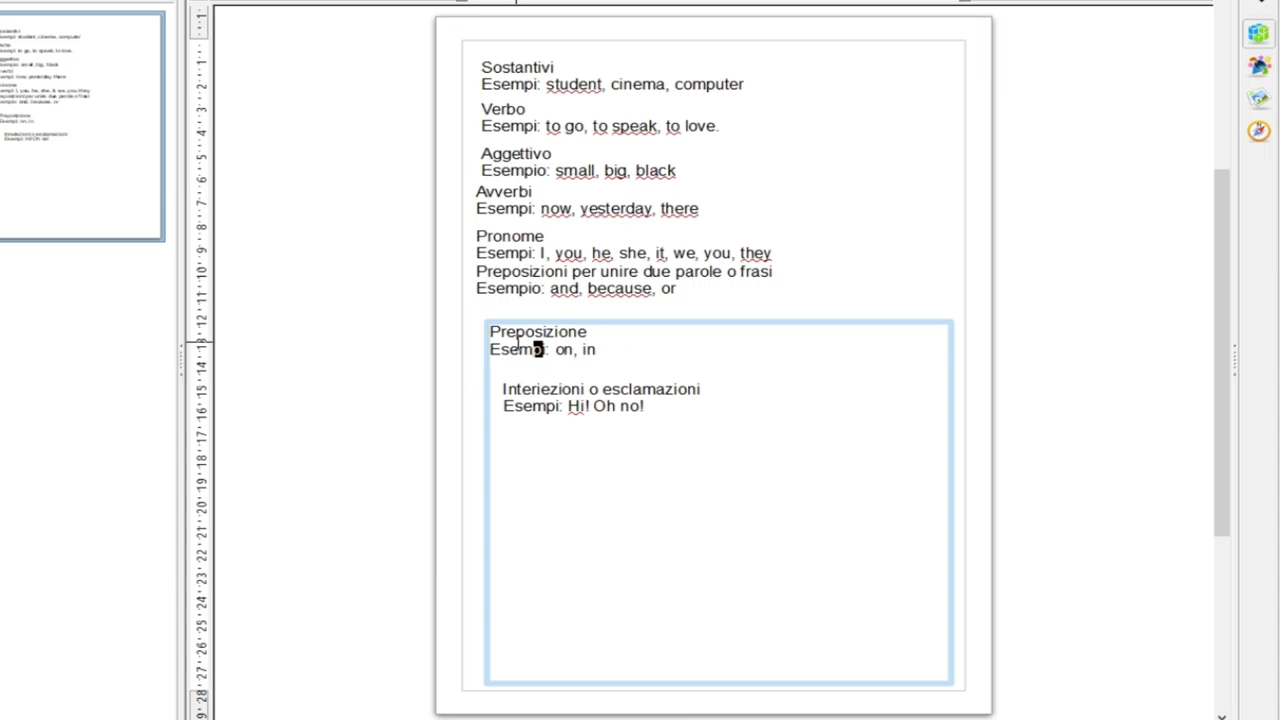 Sostantivi
Esempi: student, cinema, computer
Verbo
Esempi: to go, to speak, to love.
Aggettivo
Esempio: small, big, black
Avverbi
Esempi: now, yesterday, there
Pronome
Esempi: I, you, he, she, it, we, you, they
Preposizioni per unire due parole o frasi
Esempio: and, because, or
Preposizione
Esempi: on, in
Interiezioni o esclamazioni
Esempi: Hi! Oh no!